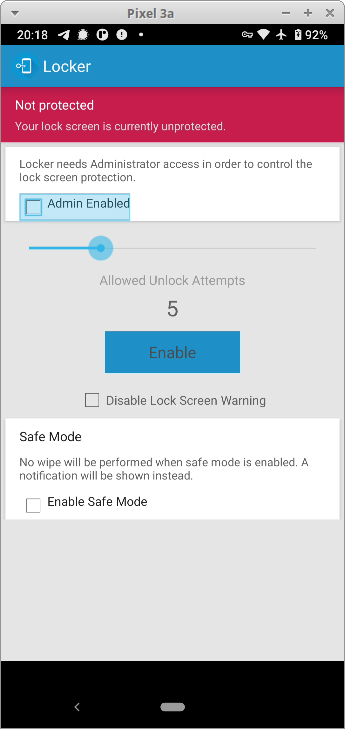 Pixel 3a
20:18
92%
Locker
Not protected
Your lock screen is currently unprotected.
Locker needs Administrator access in order to control the
lock screen protection.
Admin Enabled
Allowed Unlock Attempts
5
Enable
Disable Lock Screen Warning
Safe Mode
No wipe will be performed when safe mode is enabled. A
notification will be shown instead.
Enable Safe Mode